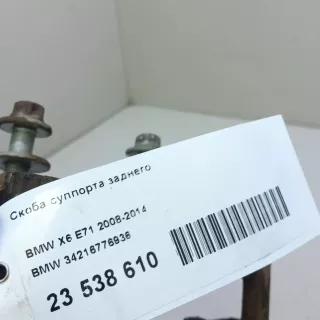 Скоба суппорта заднего
BMW X6 E71 2008-2014
BMW 34216776936
23 538 610